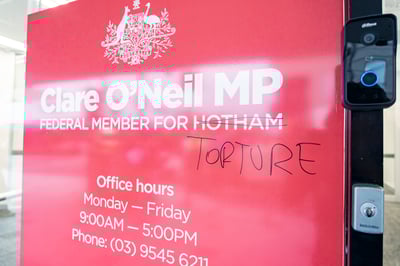 Clare O'Neil MP
FEDERAL MEMBER FOR HOTHAM
TORTURE
Office hours
Monday — Friday
9:00AM — 5:00PM
Phone: (03) 9545 6211